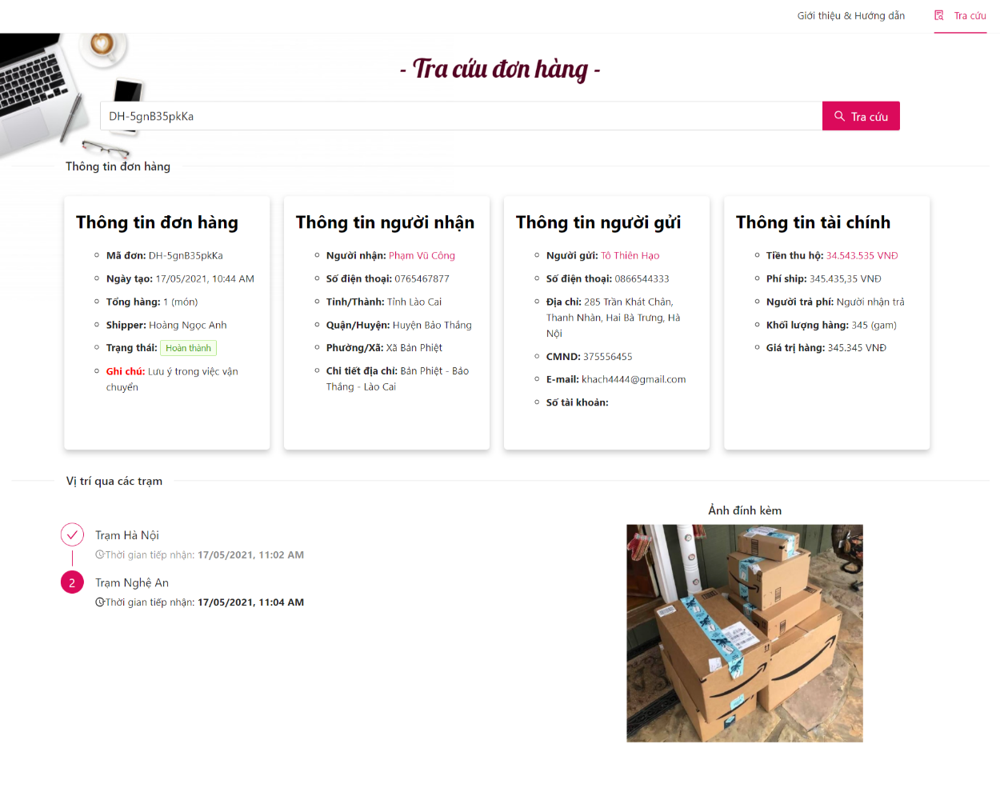 Giới thiệu & Hướng dẫn
Tra cứu
- Tra cứu đơn hàng -
DH-5gnB35pkKa
Tra cứu
Thông tin đơn hàng
Thông tin đơn hàng
Mã đơn: DH-5gnB35pkKa
Ngày tạo: 17/05/2021, 10:44 AM
Tổng hàng: 1 (món)
Shipper: Hoàng Ngọc Anh
Trạng thái: Hoàn thành
Ghi chú: Lưu ý trong việc vận
chuyển
Thông tin người nhận
Người nhận: Phạm Vũ Công
Số điện thoại: 0765467877
Tỉnh/Thành: Tỉnh Lào Cai
Quận/Huyện: Huyện Bảo Thắng
Phường/Xã: Xã Bản Phiệt
Chi tiết địa chỉ: Bản Phiệt - Bảo
Thắng - Lào Cai
Thông tin người gửi
Người gửi: Tô Thiên Hạo
Số điện thoại: 0866544333
Địa chỉ: 285 Trần Khát Chân,
Thanh Nhàn, Hai Bà Trưng, Hà
Nội
CMND: 375556455
E-mail: khach4444@gmail.com
Số tài khoản:
Thông tin tài chính
Tiền thu hộ: 34.543.535 VNĐ
Phí ship: 345.435,35 VNĐ
Người trả phí: Người nhận trả
Khối lượng hàng: 345 (gam)
Giá trị hàng: 345.345 VNĐ
Vị trí qua các trạm
Trạm Hà Nội
Thời gian tiếp nhận: 17/05/2021, 11:02 AM
2
Trạm Nghệ An
Thời gian tiếp nhận: 17/05/2021, 11:04 AM
Ảnh đính kèm